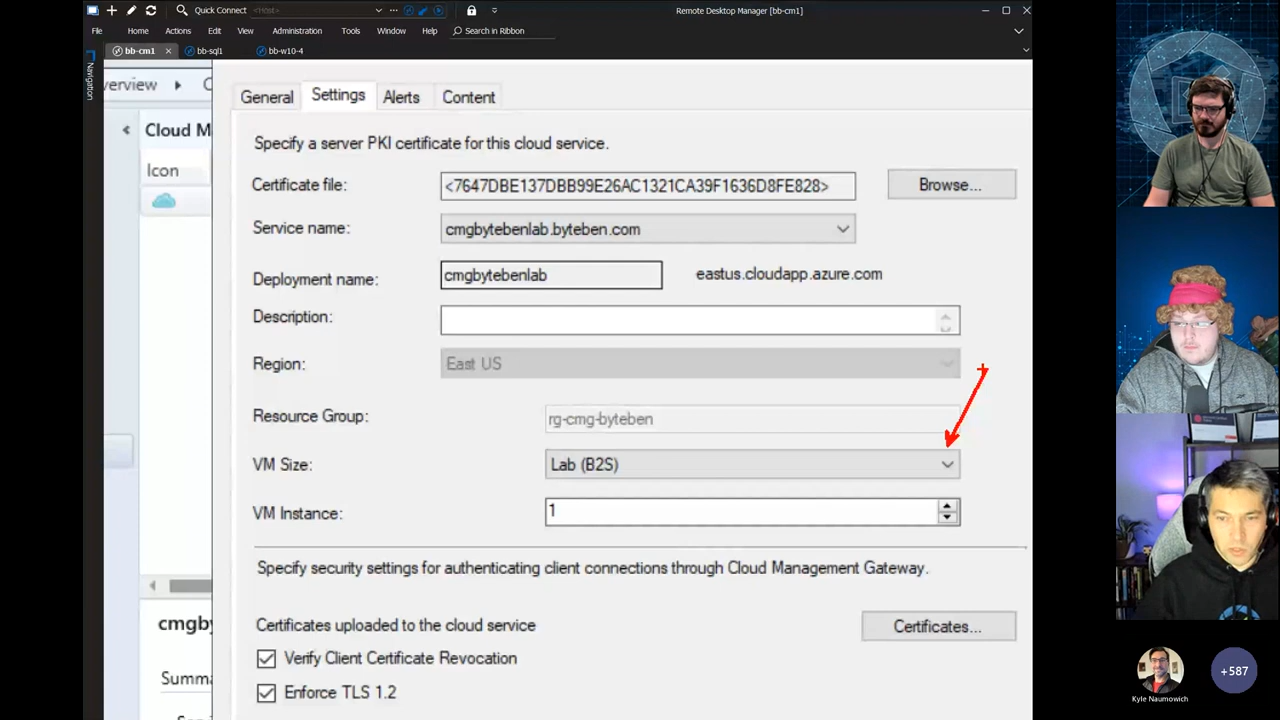 Quick Connect <Host>
Remote Desktop Manager [bb-cm1]
File Home Actions Edit View Administration Tools Window Help Search in Ribbon
bb-cm1 bb-sql1 bb-w10-4
Navigation
verview
Cloud M
Icon
General Settings Alerts Content
Specify a server PKI certificate for this cloud service.
Certificate file: <7647DBE137DBB99E26AC1321CA39F1636D8FE828> Browse...
Service name: cmgbytebenlab.byteben.com
Deployment name: cmgbytebenlab eastus.cloudapp.azure.com
Description:
Region: East US
Resource Group: rg-cmg-byteben
VM Size: Lab (B2S)
VM Instance: 1
Specify security settings for authenticating client connections through Cloud Management Gateway.
cmgby
Certificates uploaded to the cloud service Certificates...
Verify Client Certificate Revocation
Summa
Enforce TLS 1.2
Kyle Naumowich
+587